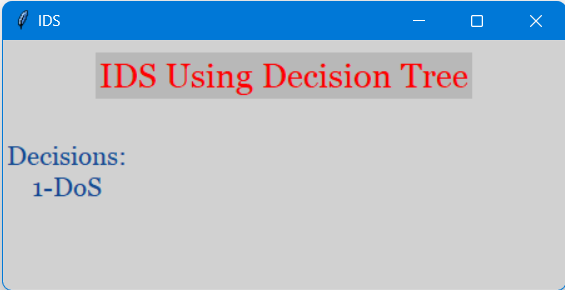 IDS
IDS Using Decision Tree
Decisions:
1-DoS